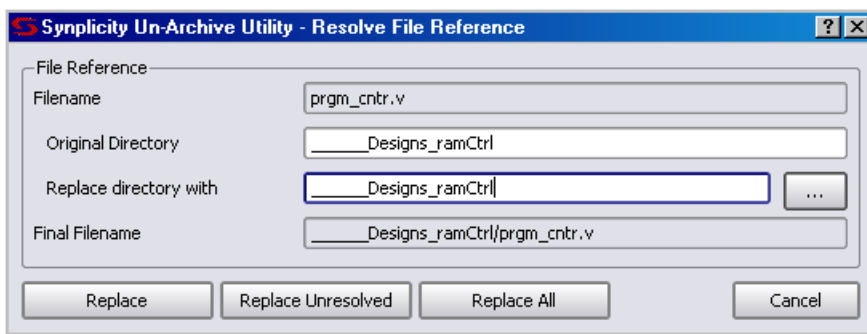 Synplicity Un-Archive Utility - Resolve File Reference
File Reference
Filename prgm_cntr.v
Original Directory ______Designs_ramCtrl
Replace directory with ______Designs_ramCtrl ...
Final Filename ______Designs_ramCtrl/prgm_cntr.v
Replace Replace Unresolved Replace All Cancel